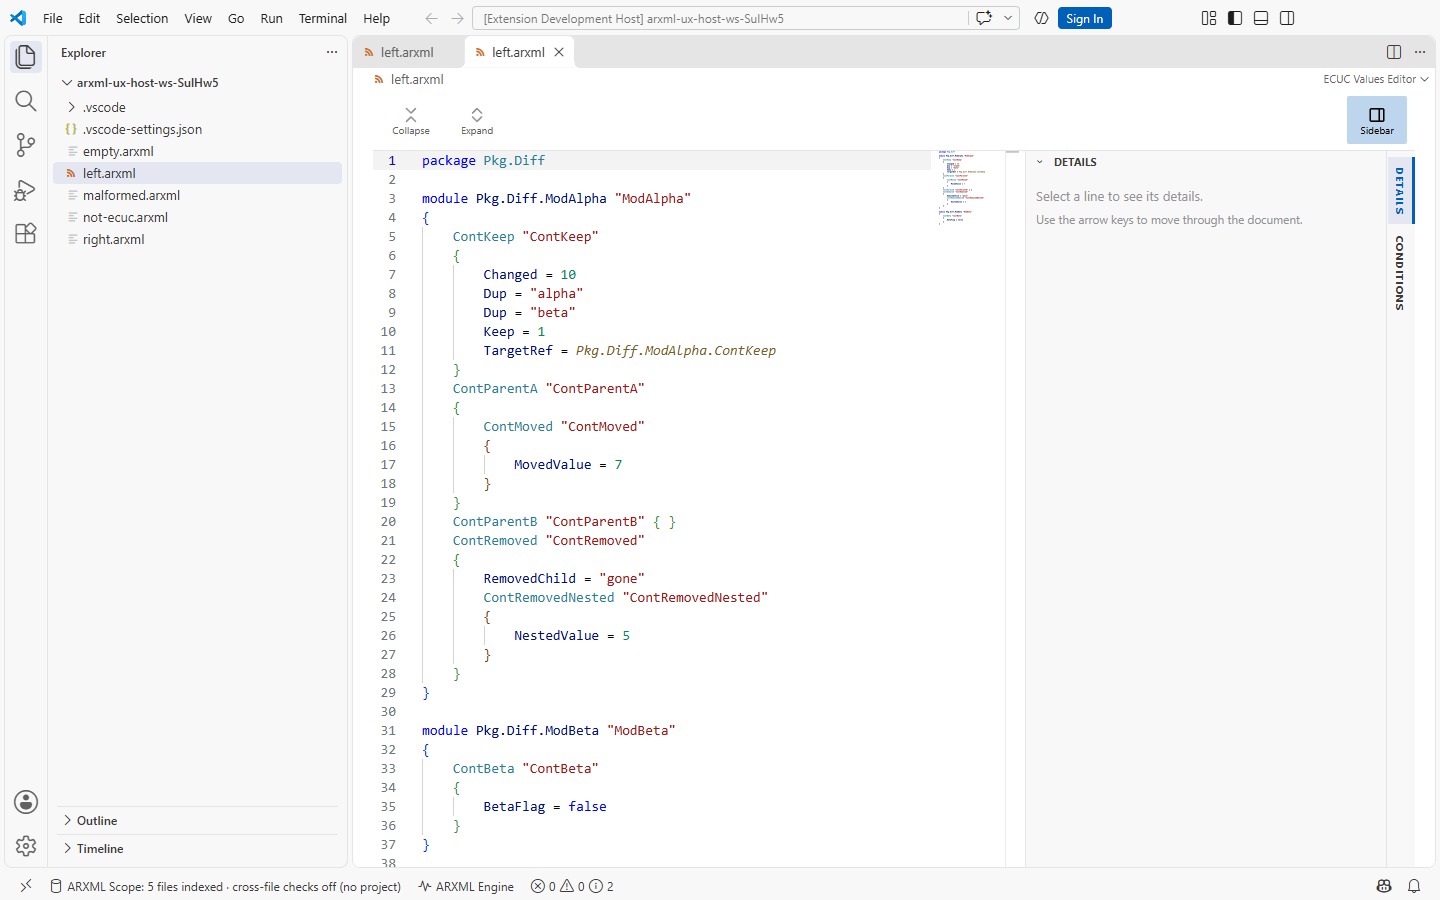 File Edit Selection View Go Run Terminal Help
[Extension Development Host] arxml-ux-host-ws-SulHw5
Sign In
Explorer
arxml-ux-host-ws-SulHw5
.vscode
{} .vscode-settings.json
empty.arxml
left.arxml
malformed.arxml
not-ecuc.arxml
right.arxml
Outline
Timeline
left.arxml
left.arxml
left.arxml
ECUC Values Editor
Collapse
Expand
Sidebar
1 package Pkg.Diff
2
3 module Pkg.Diff.ModAlpha "ModAlpha"
4 {
5 ContKeep "ContKeep"
6 {
7 Changed = 10
8 Dup = "alpha"
9 Dup = "beta"
10 Keep = 1
11 TargetRef = Pkg.Diff.ModAlpha.ContKeep
12 }
13 ContParentA "ContParentA"
14 {
15 ContMoved "ContMoved"
16 {
17 MovedValue = 7
18 }
19 }
20 ContParentB "ContParentB" { }
21 ContRemoved "ContRemoved"
22 {
23 RemovedChild = "gone"
24 ContRemovedNested "ContRemovedNested"
25 {
26 NestedValue = 5
27 }
28 }
29 }
30
31 module Pkg.Diff.ModBeta "ModBeta"
32 {
33 ContBeta "ContBeta"
34 {
35 BetaFlag = false
36 }
37 }
38
DETAILS
Select a line to see its details.
Use the arrow keys to move through the document.
DETAILS
CONDITIONS
ARXML Scope: 5 files indexed · cross-file checks off (no project)
ARXML Engine
0 0 2